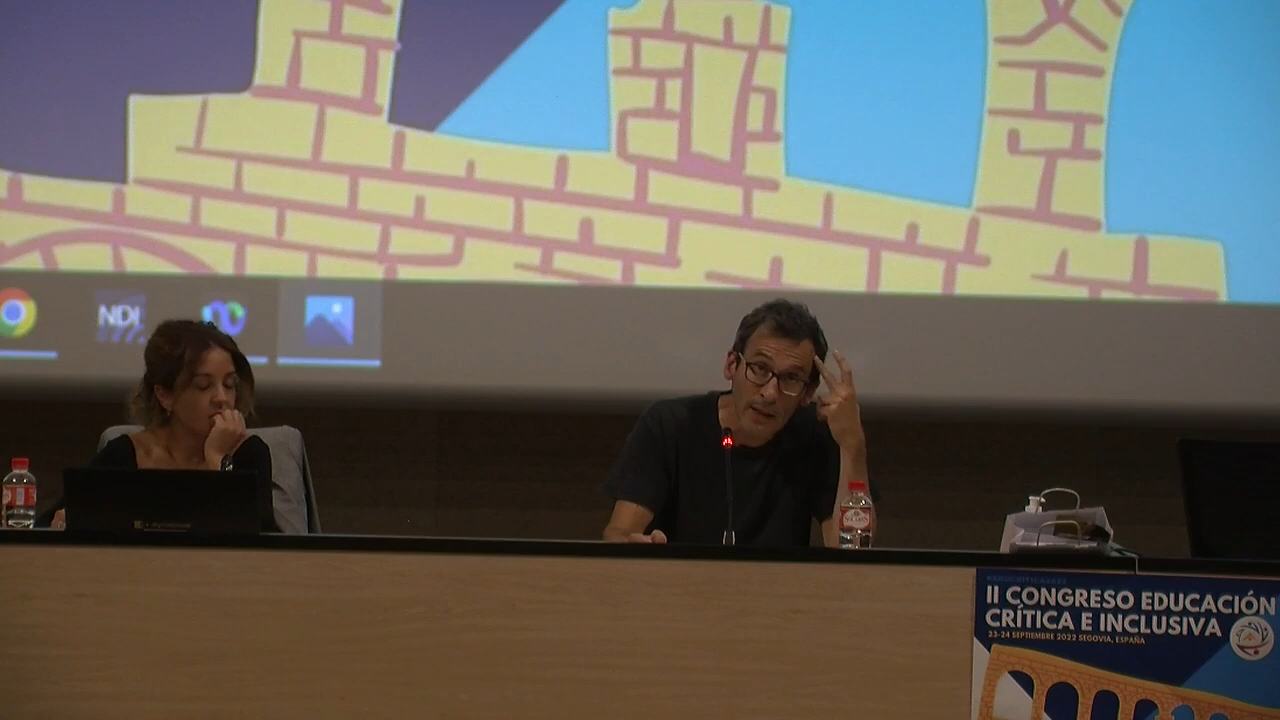 NDI
II CONGRESO EDUCACIÓN
CRÍTICA E INCLUSIVA
23-24 SEPTIEMBRE 2022 SEGOVIA, ESPAÑA